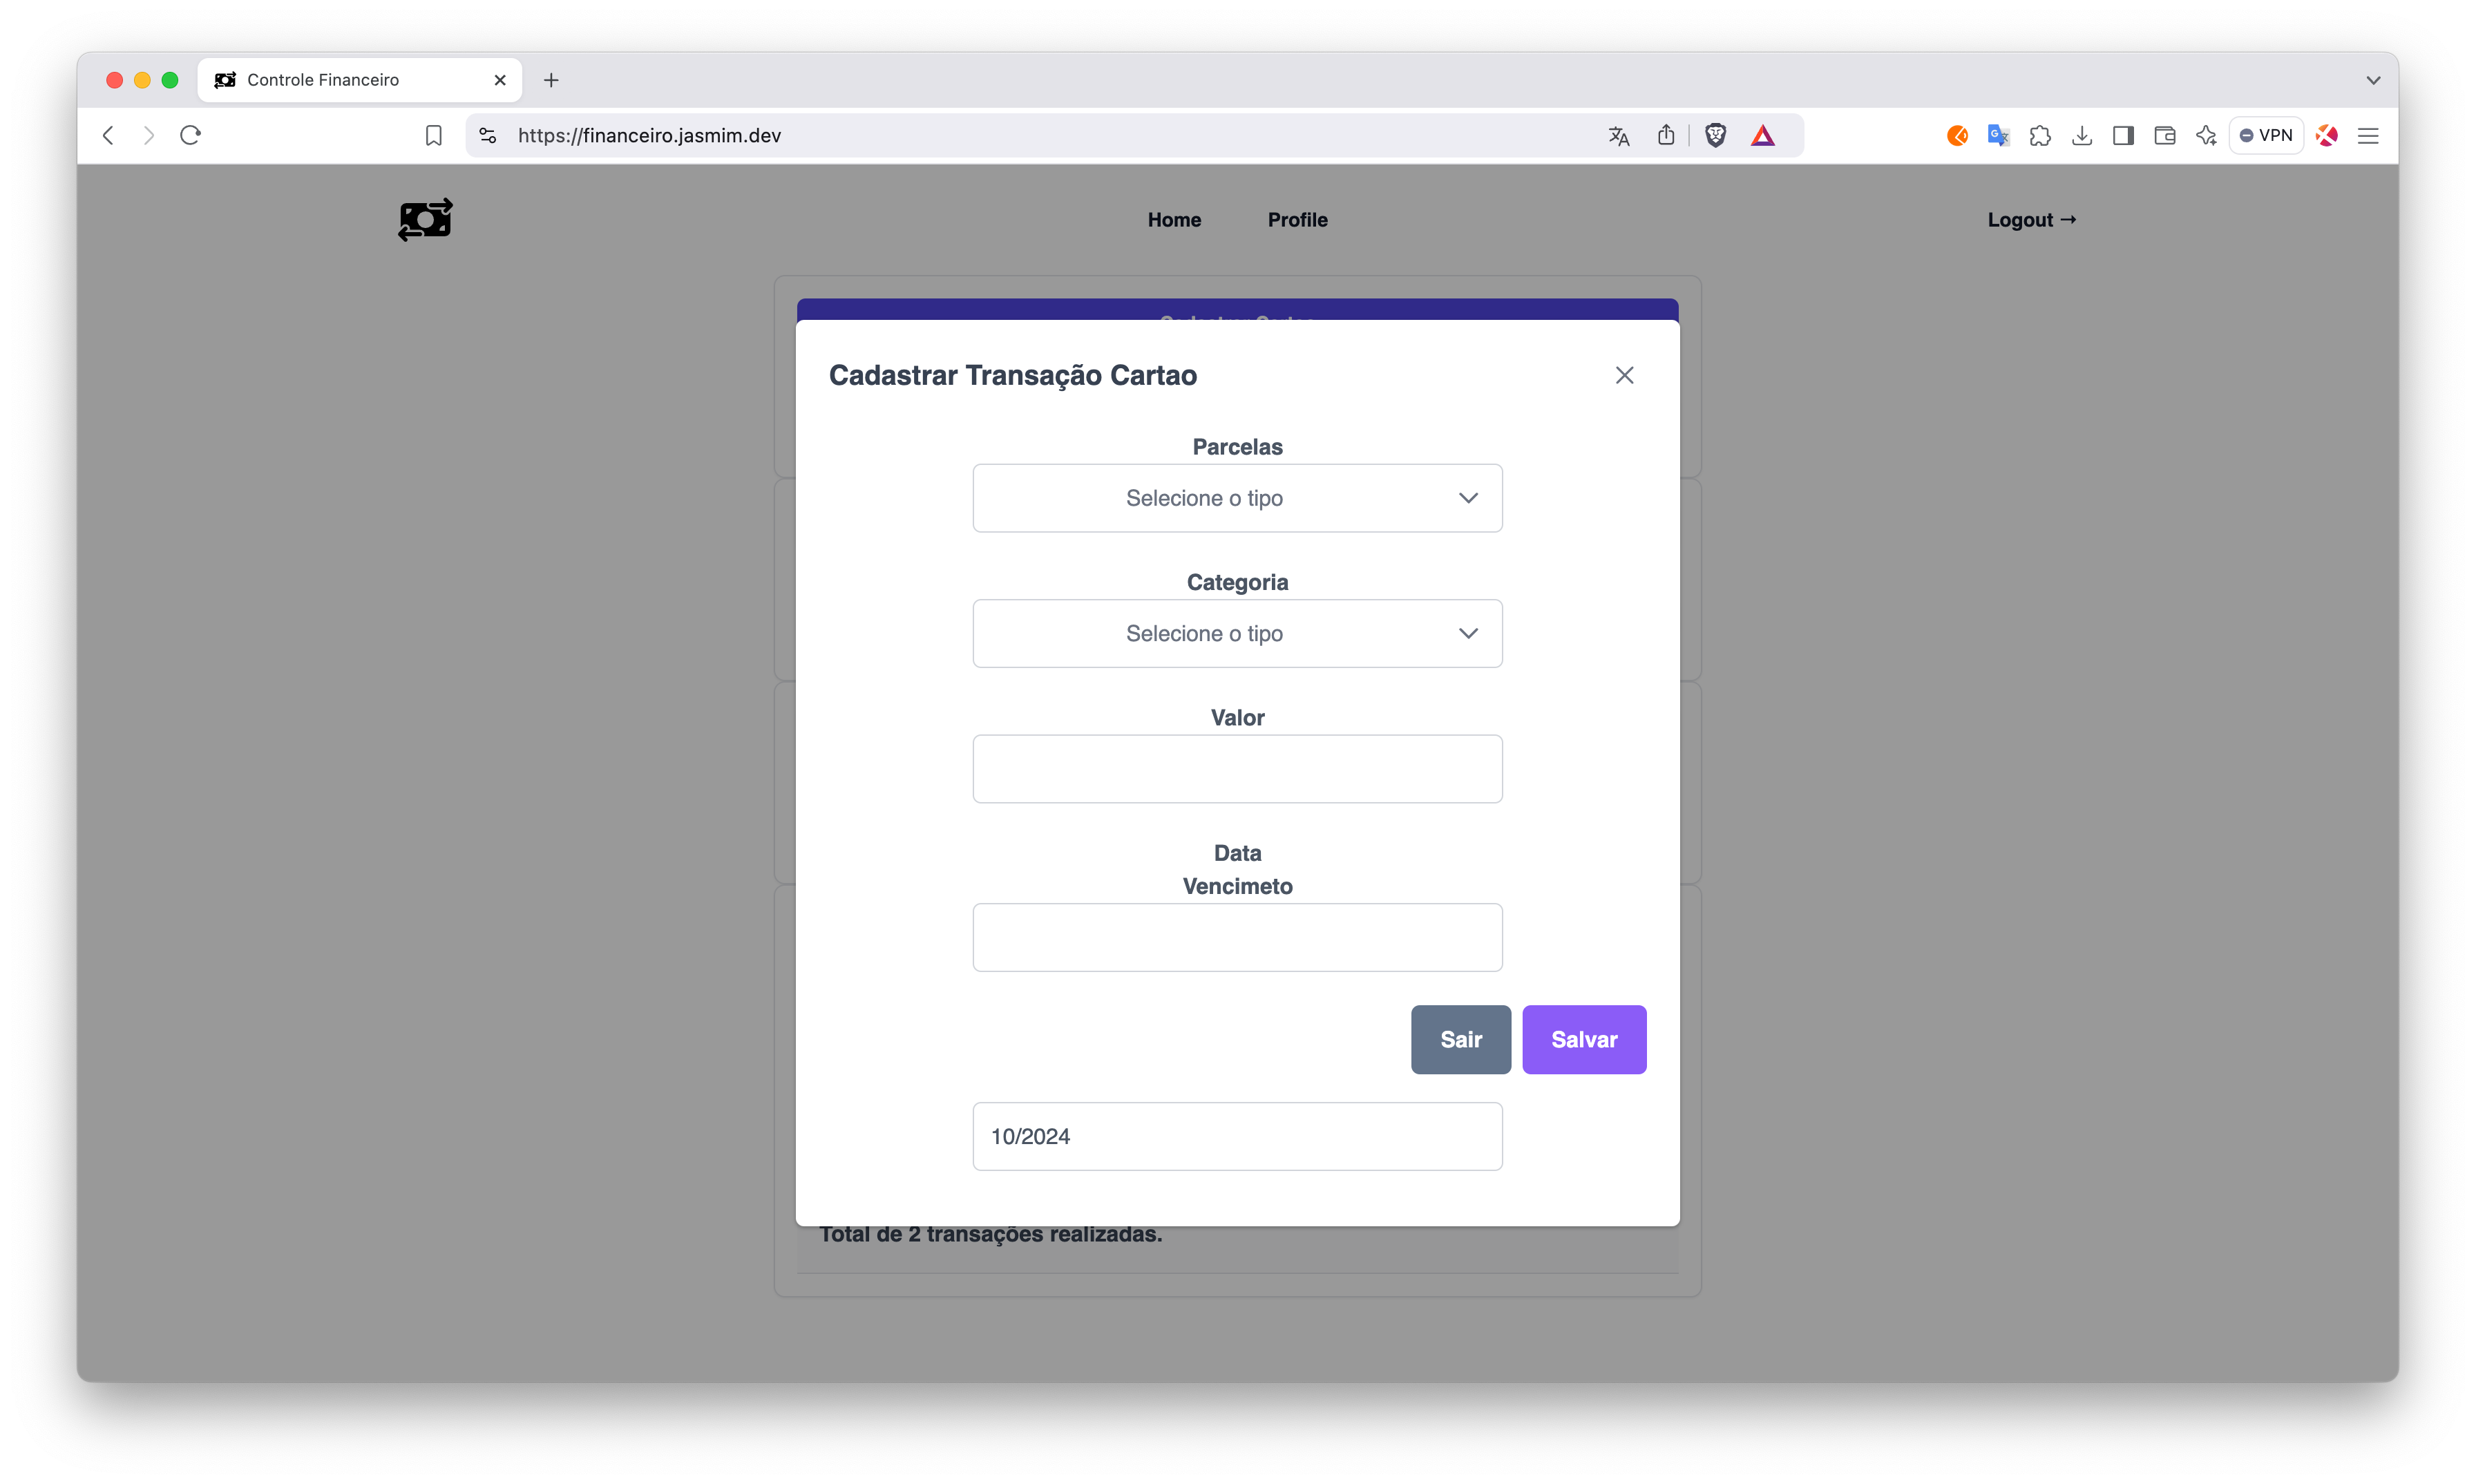 Controle Financeiro
https://financeiro.jasmim.dev
VPN
Home
Profile
Logout →
Cadastrar Transação Cartao
Parcelas
Selecione o tipo
Categoria
Selecione o tipo
Valor
Data
Vencimeto
Sair
Salvar
10/2024
Total de 2 transações realizadas.